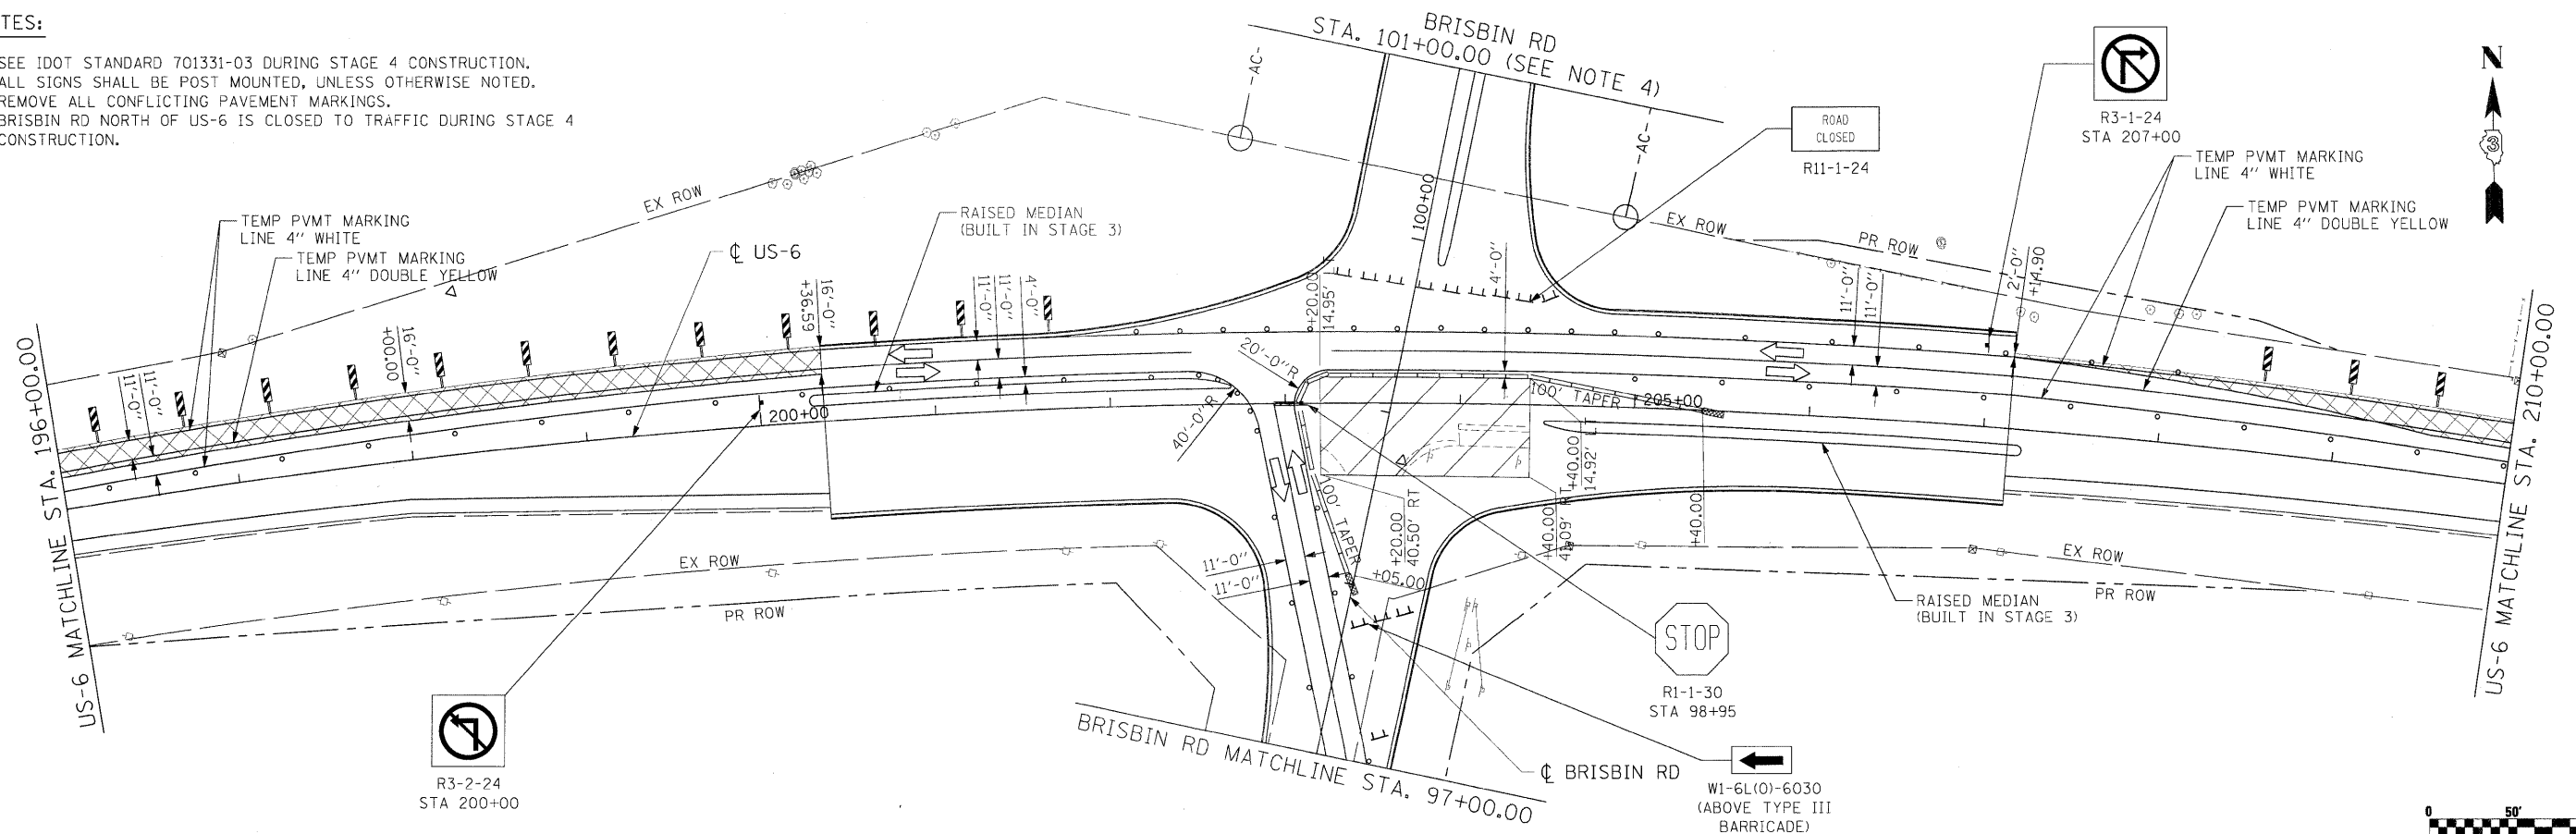 TES:
SEE IDOT STANDARD 701331-03 DURING STAGE 4 CONSTRUCTION.
ALL SIGNS SHALL BE POST MOUNTED, UNLESS OTHERWISE NOTED.
REMOVE ALL CONFLICTING PAVEMENT MARKINGS.
BRISBIN RD NORTH OF US-6 IS CLOSED TO TRAFFIC DURING STAGE 4
CONSTRUCTION.
BRISBIN RD
STA. 101+00.00 (SEE NOTE 4)
-AC-
-AC-
ROAD
CLOSED
R11-1-24
R3-1-24
STA 207+00
N
3
TEMP PVMT MARKING
LINE 4" WHITE
TEMP PVMT MARKING
LINE 4" DOUBLE YELLOW
EX ROW
RAISED MEDIAN
(BUILT IN STAGE 3)
℄ US-6
100+00
EX ROW
PR ROW
TEMP PVMT MARKING
LINE 4" WHITE
TEMP PVMT MARKING
LINE 4" DOUBLE YELLOW
US-6 MATCHLINE STA. 196+00.00
11'-0"
11'-0"
16'-0"
+00.00
16'-0"
+36.59
11'-0"
11'-0"
4'-0"
+20.00
14.95'
4'-0"
11'-0"
11'-0"
2'-0"
+14.90
US-6 MATCHLINE STA. 210+00.00
200+00
20'-0"R
40'-0"R
100' TAPER
205+00
+40.00
14.92'
+40.00
41.09' RT
+40.00
100' TAPER
+20.00
40.50' RT
+05.00
11'-0"
11'-0"
EX ROW
PR ROW
EX ROW
PR ROW
RAISED MEDIAN
(BUILT IN STAGE 3)
STOP
R1-1-30
STA 98+95
R3-2-24
STA 200+00
BRISBIN RD MATCHLINE STA. 97+00.00
℄ BRISBIN RD
W1-6L(O)-6030
(ABOVE TYPE III
BARRICADE)
0 50'